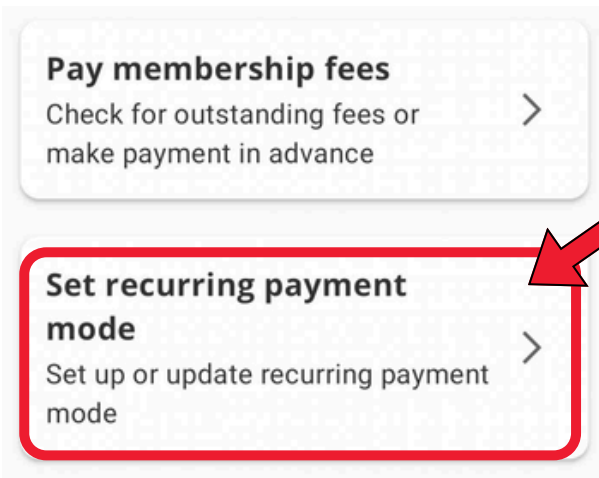 Pay membership fees
Check for outstanding fees or
make payment in advance
Set recurring payment
mode
Set up or update recurring payment
mode